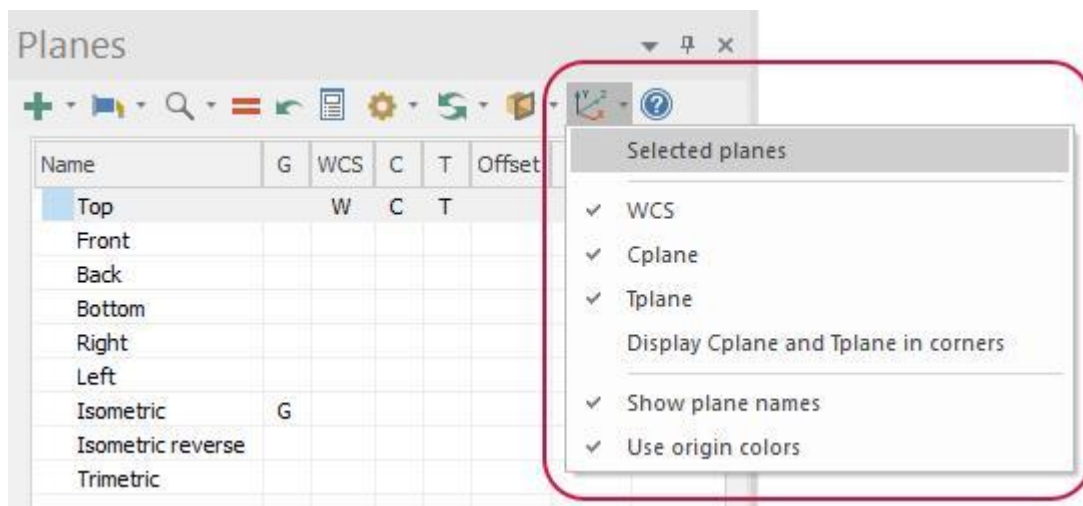 Planes
Name G WCS C T Offset
Top W C T
Front
Back
Bottom
Right
Left
Isometric G
Isometric reverse
Trimetric
Selected planes
WCS
Cplane
Tplane
Display Cplane and Tplane in corners
Show plane names
Use origin colors